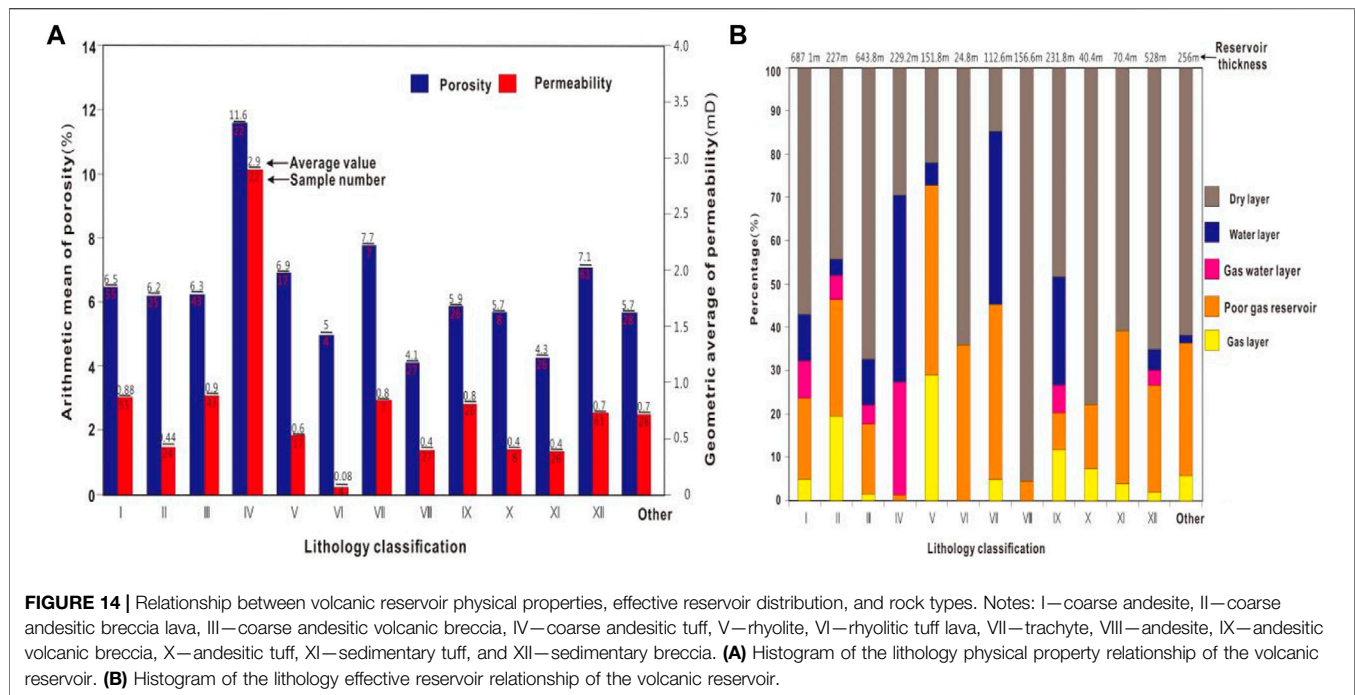 A
14
12
10
8
6
4
2
0
Arithmetic mean of porosity(%)
Porosity Permeability
Average value
Sample number
6.5
0.88
6.2
0.44
6.3
0.9
11.6
22
2.9
6.9
17
0.6
5
4
0.08
7.7
7
0.8
4.1
27
0.4
5.9
0.8
5.7
8
0.4
4.3
0.4
7.1
0.7
5.7
0.7
4.0
3.5
3.0
2.5
2.0
1.5
1.0
0.5
0
Geometric average of permeability(mD)
I II III IV V VI VII VIII IX X XI XII Other
Lithology classification
B
687 1m 227m 643.8m 229.2m 151.8m 24.8m 112.6m 156.6m 231.8m 40.4m 70.4m 528m 256m
Reservoir
thickness
100
90
80
70
60
50
40
30
20
10
0
Percentage(%)
Dry layer
Water layer
Gas water layer
Poor gas reservoir
Gas layer
I II III IV V VI VII VIII IX X XI XII Other
Lithology classification
FIGURE 14 | Relationship between volcanic reservoir physical properties, effective reservoir distribution, and rock types. Notes: I—coarse andesite, II—coarse
andesitic breccia lava, III—coarse andesitic volcanic breccia, IV—coarse andesitic tuff, V—rhyolite, VI—rhyolitic tuff lava, VII—trachyte, VIII—andesite, IX—andesitic
volcanic breccia, X—andesitic tuff, XI—sedimentary tuff, and XII—sedimentary breccia. (A) Histogram of the lithology physical property relationship of the volcanic
reservoir. (B) Histogram of the lithology effective reservoir relationship of the volcanic reservoir.